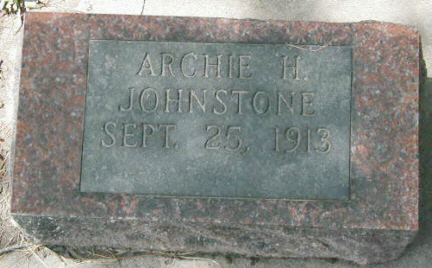 ARCHIE H.
JOHNSTONE
SEPT. 25, 1913